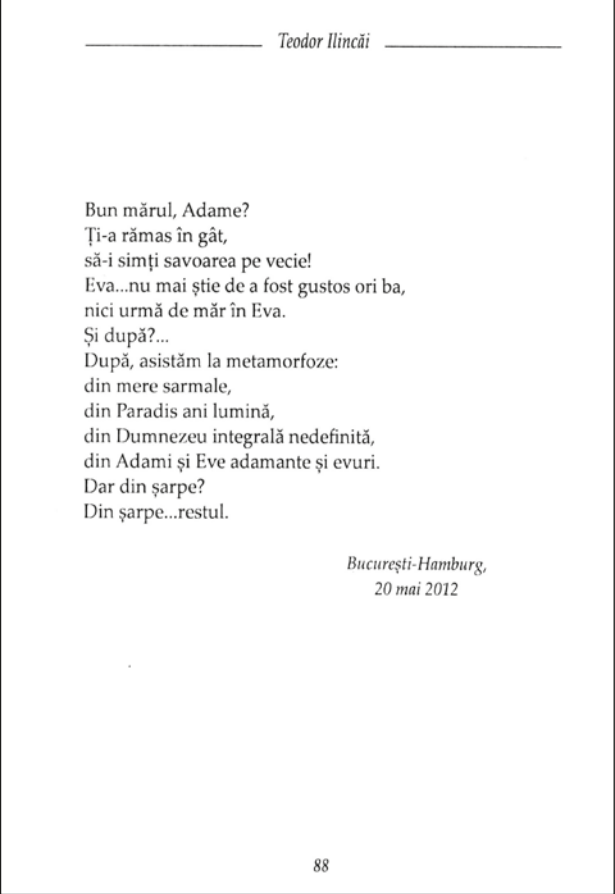 Teodor Ilincăi
Bun mărul, Adame?
Ți-a rămas în gât,
să-i simți savoarea pe vecie!
Eva...nu mai știe de a fost gustos ori ba,
nici urmă de măr în Eva.
Și după?...
După, asistăm la metamorfoze:
din mere sarmale,
din Paradis ani lumină,
din Dumnezeu integrală nedefinită,
din Adami și Eve adamante și evuri.
Dar din șarpe?
Din șarpe...restul.
București-Hamburg,
20 mai 2012
88